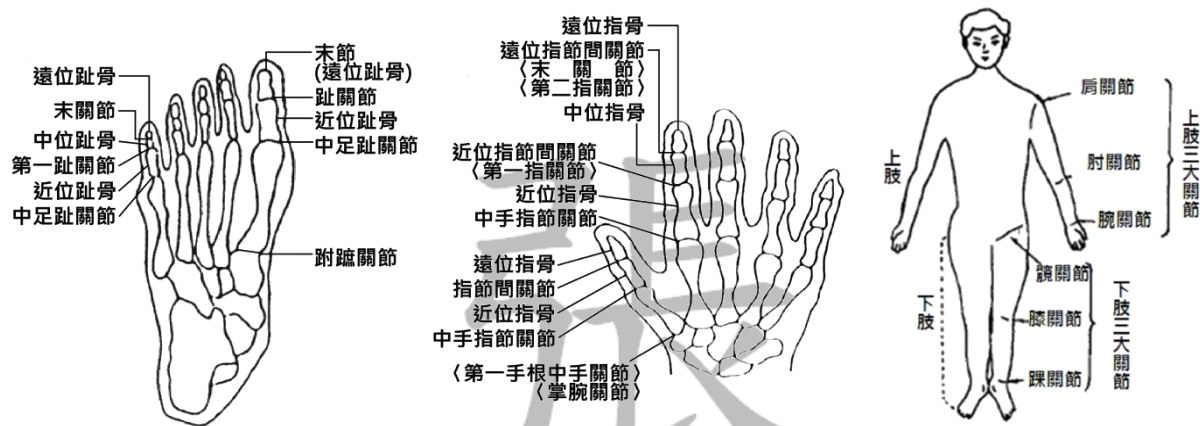 末節
(遠位趾骨)
遠位趾骨
趾關節
末關節
近位趾骨
中位趾骨
中足趾關節
第一趾關節
近位趾骨
中足趾關節
跗蹠關節
遠位指骨
遠位指節間關節
〈末關節〉
〈第二指關節〉
中位指骨
近位指節間關節
〈第一指關節〉
近位指骨
中手指節關節
遠位指骨
指節間關節
近位指骨
中手指節關節
〈第一手根中手關節〉
〈掌腕關節〉
肩關節
上肢
肘關節
腕關節
上肢三大關節
髖關節
下肢
膝關節
踝關節
下肢三大關節